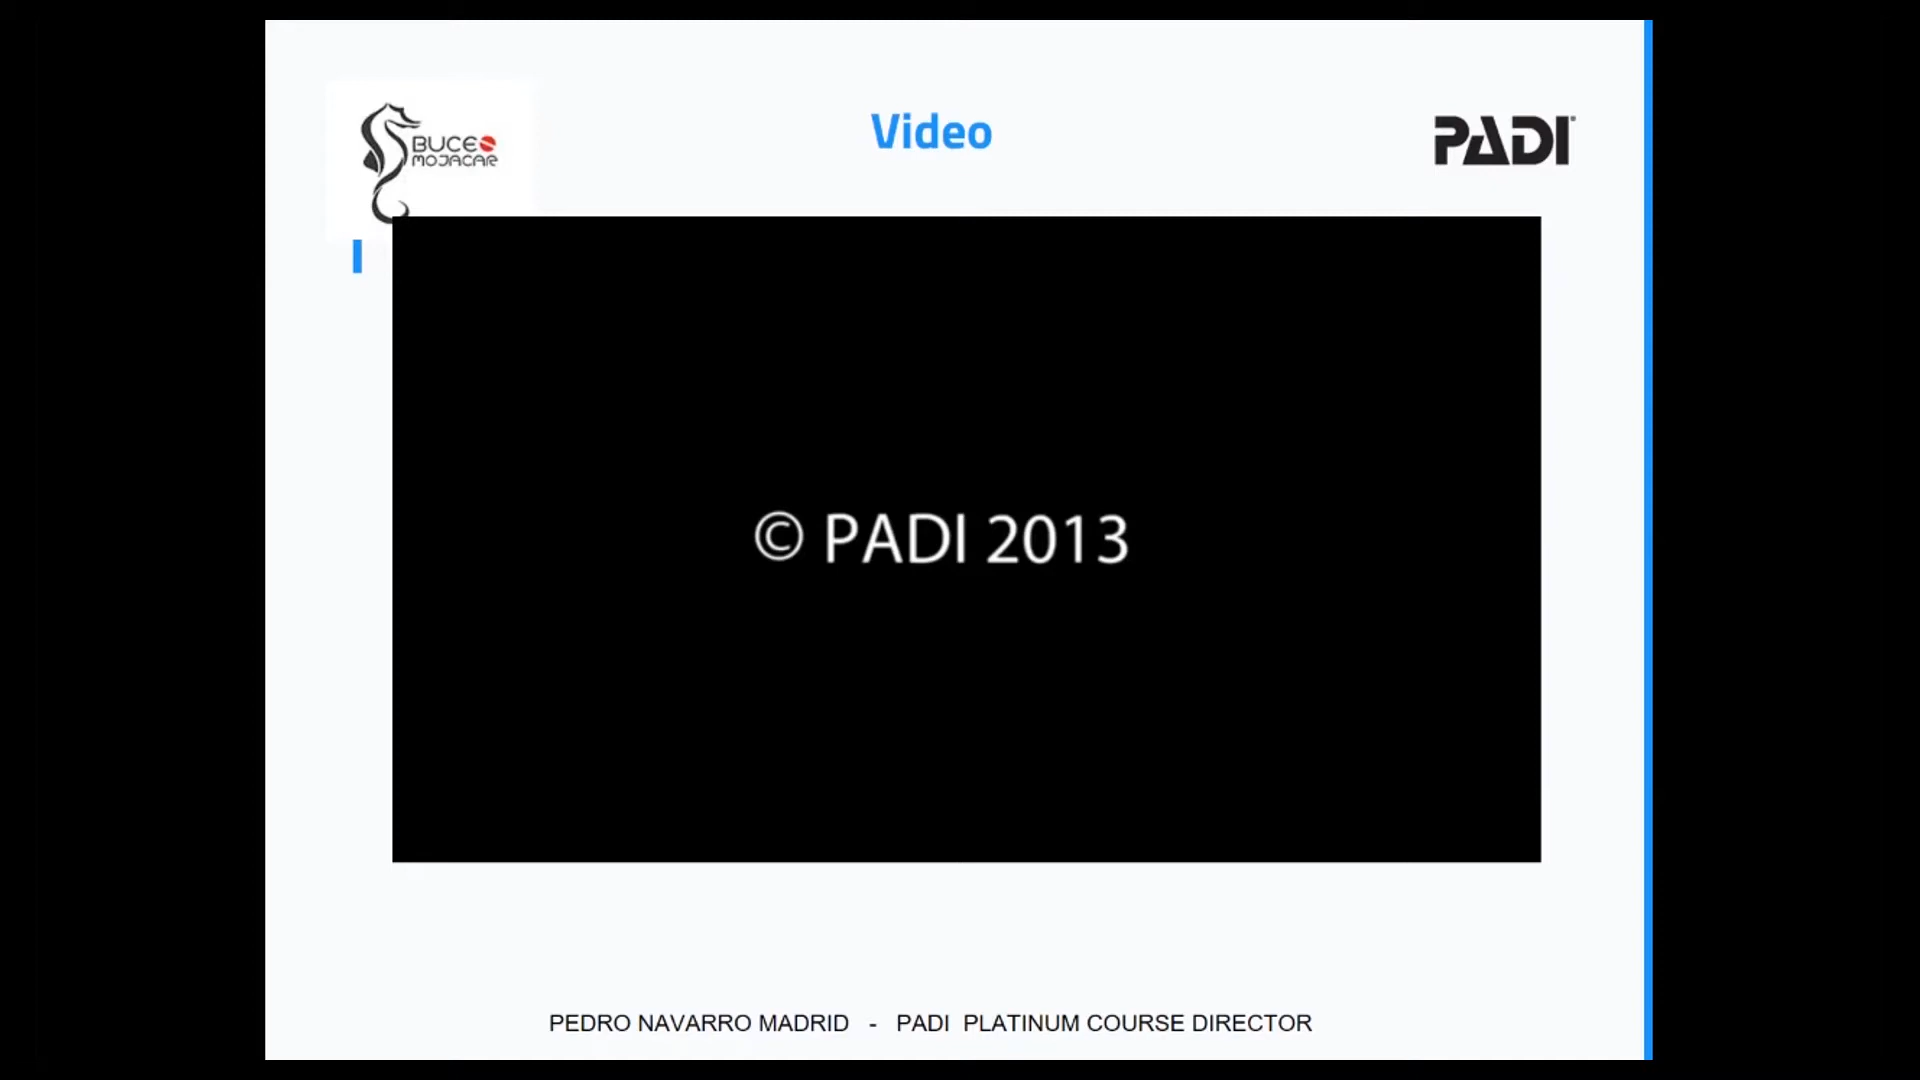 BUCEO
MOJACAR
Video
PADI®
© PADI 2013
PEDRO NAVARRO MADRID - PADI PLATINUM COURSE DIRECTOR